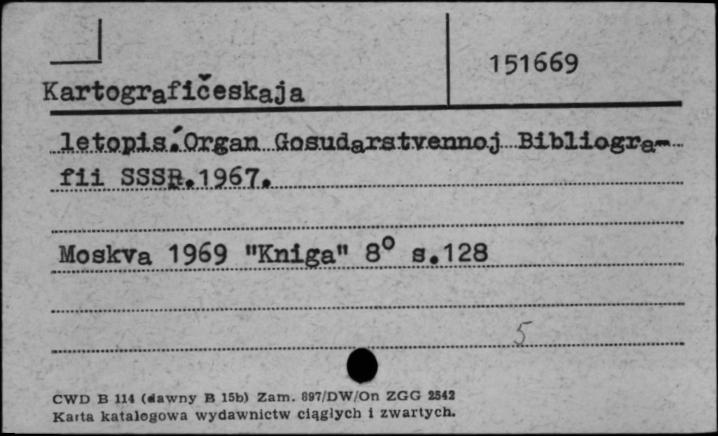 151669
Kartografičeskaja
letopis'.Organ Gosudarstvennoj Bibliogra-
fii SSSR.1967.
Moskva 1969 "Kniga" 8° s.128
5
CWD B 114 (dawny B 15b) Zam. 897/DW/On ZGG 2542
Karta katalogowa wydawnictw ciągłych i zwartych.